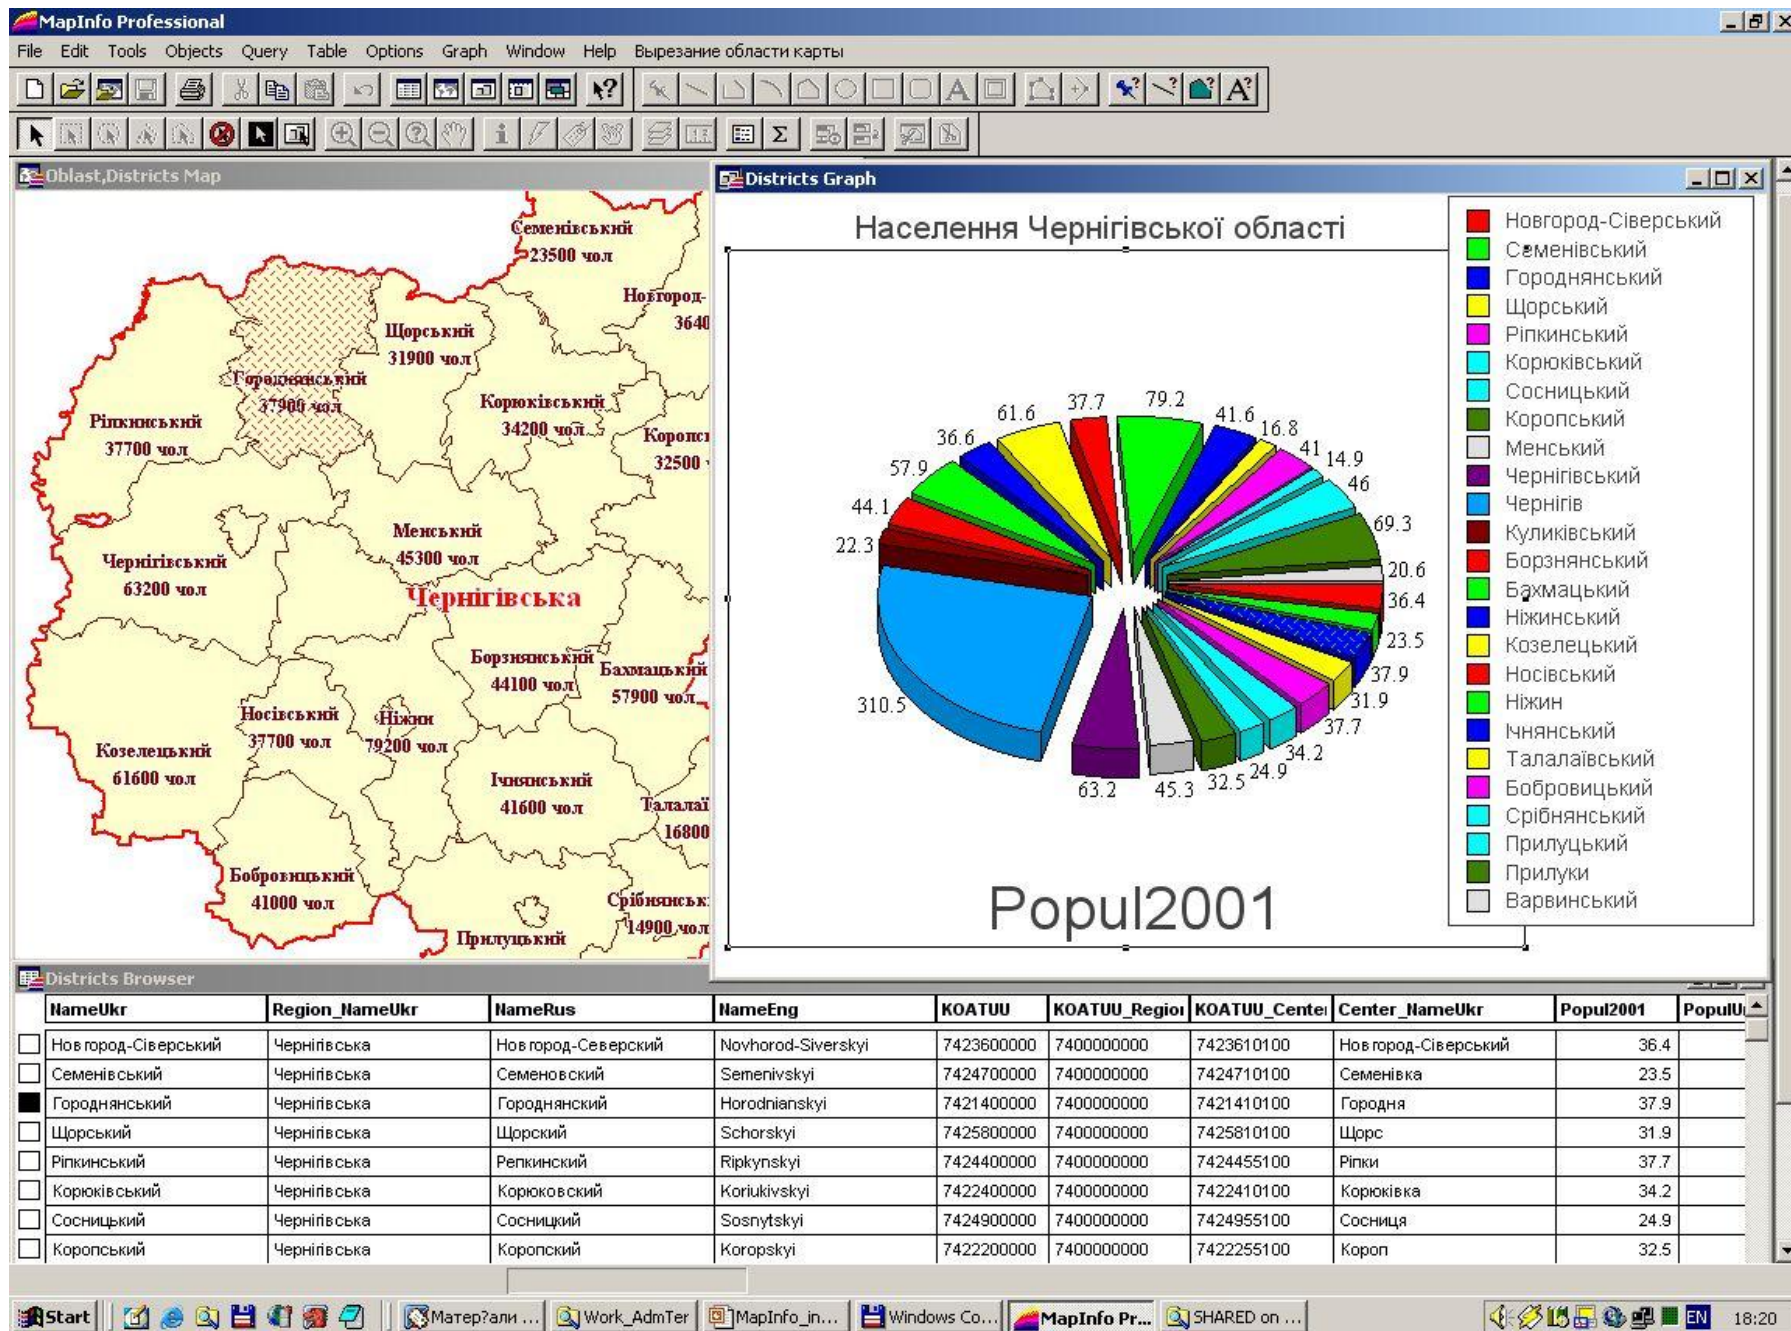 MapInfo Professional
File Edit Tools Objects Query Table Options Graph Window Help Вырезание области карты
Oblast,Districts Map
Семенівський
23500 чол
Новгород-
3640
Щорський
31900 чол
Городнянський
37900 чол
Корюківський
34200 чол
Ріпкинський
37700 чол
32500
Менський
45300 чол
Чернігівський
63200 чол
Чернігівська
Борзнянський
44100 чол
Бахмацький
57900 чол
Носівський
37700 чол
Ніжин
79200 чол
Козелецький
61600 чол
Ічнянський
41600 чол
Талалаї
16800
Бобровицький
41000 чол
Срібнянськ
14900 чол
Прилуцький
Districts Graph
Населення Чернігівської області
79.2
41.6
16.8
41
14.9
46
69.3
20.6
36.4
23.5
37.9
31.9
37.7
34.2
24.9
32.5
45.3
63.2
310.5
22.3
44.1
57.9
36.6
61.6
37.7
Popul2001
Новгород-Сіверський
Семенівський
Городнянський
Щорський
Ріпкинський
Корюківський
Сосницький
Коропський
Менський
Чернігівський
Чернігів
Куликівський
Борзнянський
Бахмацький
Ніжинський
Козелецький
Носівський
Ніжин
Ічнянський
Талалаївський
Бобровицький
Срібнянський
Прилуцький
Прилуки
Варвинський
Districts Browser
NameUkr Region_NameUkr NameRus NameEng KOATUU KOATUU_Regioı KOATUU_Centeı Center_NameUkr Popul2001
Новгород-Сіверський Чернігівська Новгород-Северский Novhorod-Siverskyi 7423600000 7400000000 7423610100 Новгород-Сіверський 36.4
Семенівський Чернігівська Семеновский Semenivskyi 7424700000 7400000000 7424710100 Семенівка 23.5
Городнянський Чернігівська Городнянский Horodnianskyi 7421400000 7400000000 7421410100 Городня 37.9
Щорський Чернігівська Щорский Schorskyi 7425800000 7400000000 7425810100 Щорс 31.9
Ріпкинський Чернігівська Репкинский Ripkynskyi 7424400000 7400000000 7424455100 Ріпки 37.7
Корюківський Чернігівська Корюковский Koriukivskyi 7422400000 7400000000 7422410100 Корюківка 34.2
Сосницький Чернігівська Сосницкий Sosnytskyi 7424900000 7400000000 7424955100 Сосниця 24.9
Коропський Чернігівська Коропский Koropskyi 7422200000 7400000000 7422255100 Короп 32.5
Start Матер?али ... Work_AdmTer MapInfo_in... Windows Co... MapInfo Pr... SHARED on ... EN 18:20